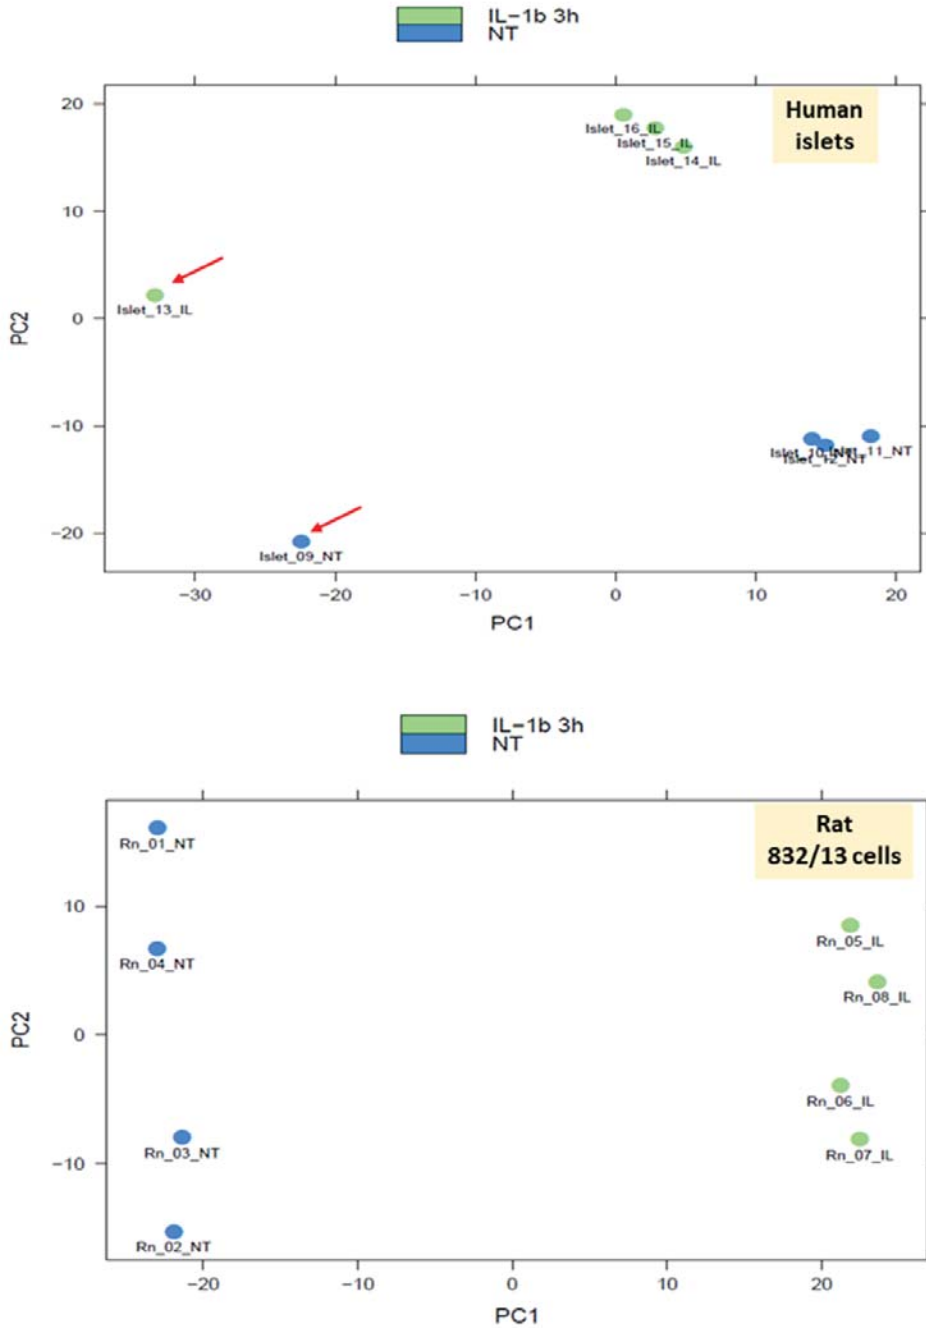 IL-1b 3h
NT
Human
islets
20
10
0
-10
-20
PC2
Islet_16_IL
Islet_15_IL
Islet_14_IL
Islet_13_IL
Islet_10_NT
Islet_11_NT
Islet_12_NT
Islet_09_NT
-30
-20
-10
0
10
20
PC1
IL-1b 3h
NT
Rat
832/13 cells
10
0
-10
PC2
Rn_01_NT
Rn_04_NT
Rn_03_NT
Rn_02_NT
Rn_05_IL
Rn_08_IL
Rn_06_IL
Rn_07_IL
-20
-10
0
10
20
PC1